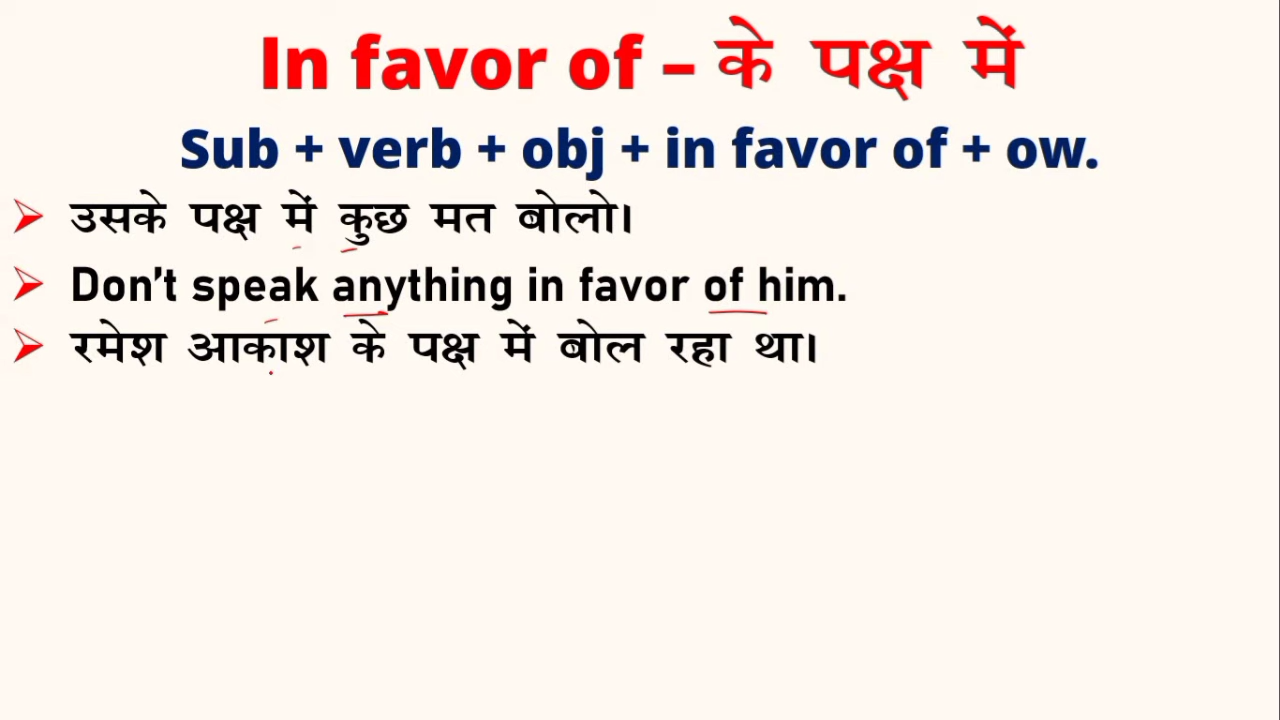 In favor of – के पक्ष में
Sub + verb + obj + in favor of + ow.
उसके पक्ष में कुछ मत बोलो।
Don't speak anything in favor of him.
रमेश आकाश के पक्ष में बोल रहा था।